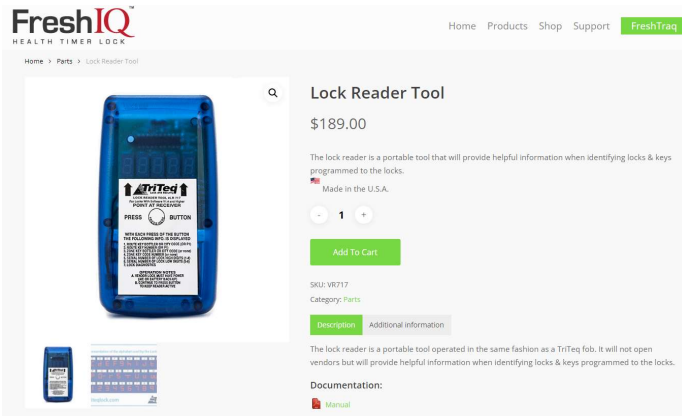 FreshIQ™
HEALTH TIMER LOCK
Home Products Shop Support FreshTraq
Home > Parts > Lock Reader Tool
Lock Reader Tool
$189.00
The lock reader is a portable tool that will provide helpful information when identifying locks & keys
programmed to the locks.
Made in the U.S.A.
- 1 +
Add To Cart
SKU: VR717
Category: Parts
Description Additional information
The lock reader is a portable tool operated in the same fashion as a TriTeq fob. It will not open
vendors but will provide helpful information when identifying locks & keys programmed to the locks.
Documentation:
Manual
TriTeq
LOCK READER TOOL
POINT AT RECEIVER
PRESS BUTTON
WITH EACH PRESS OF THE BUTTON
THE FOLLOWING INFO. IS DISPLAYED
OPERATION NOTES